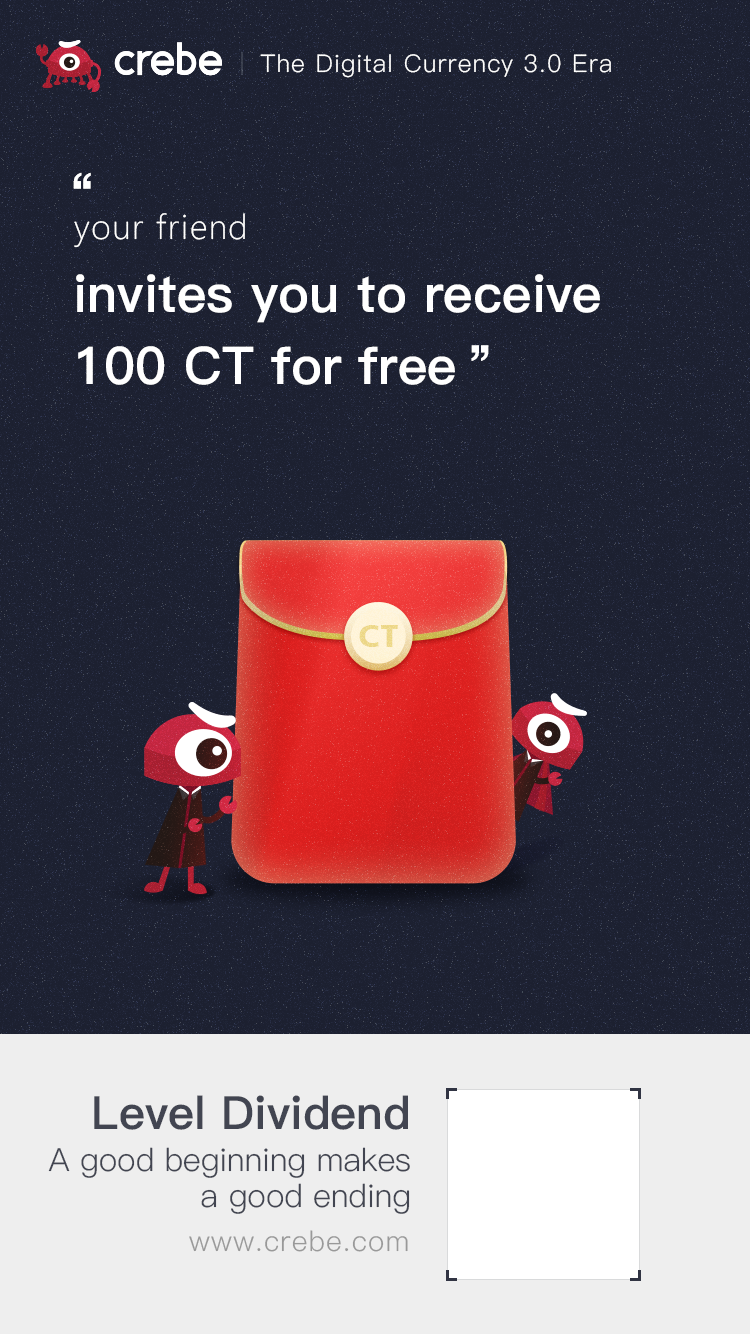 crebe | The Digital Currency 3.0 Era
“
your friend
invites you to receive
100 CT for free ”
CT
Level Dividend
A good beginning makes
a good ending
www.crebe.com